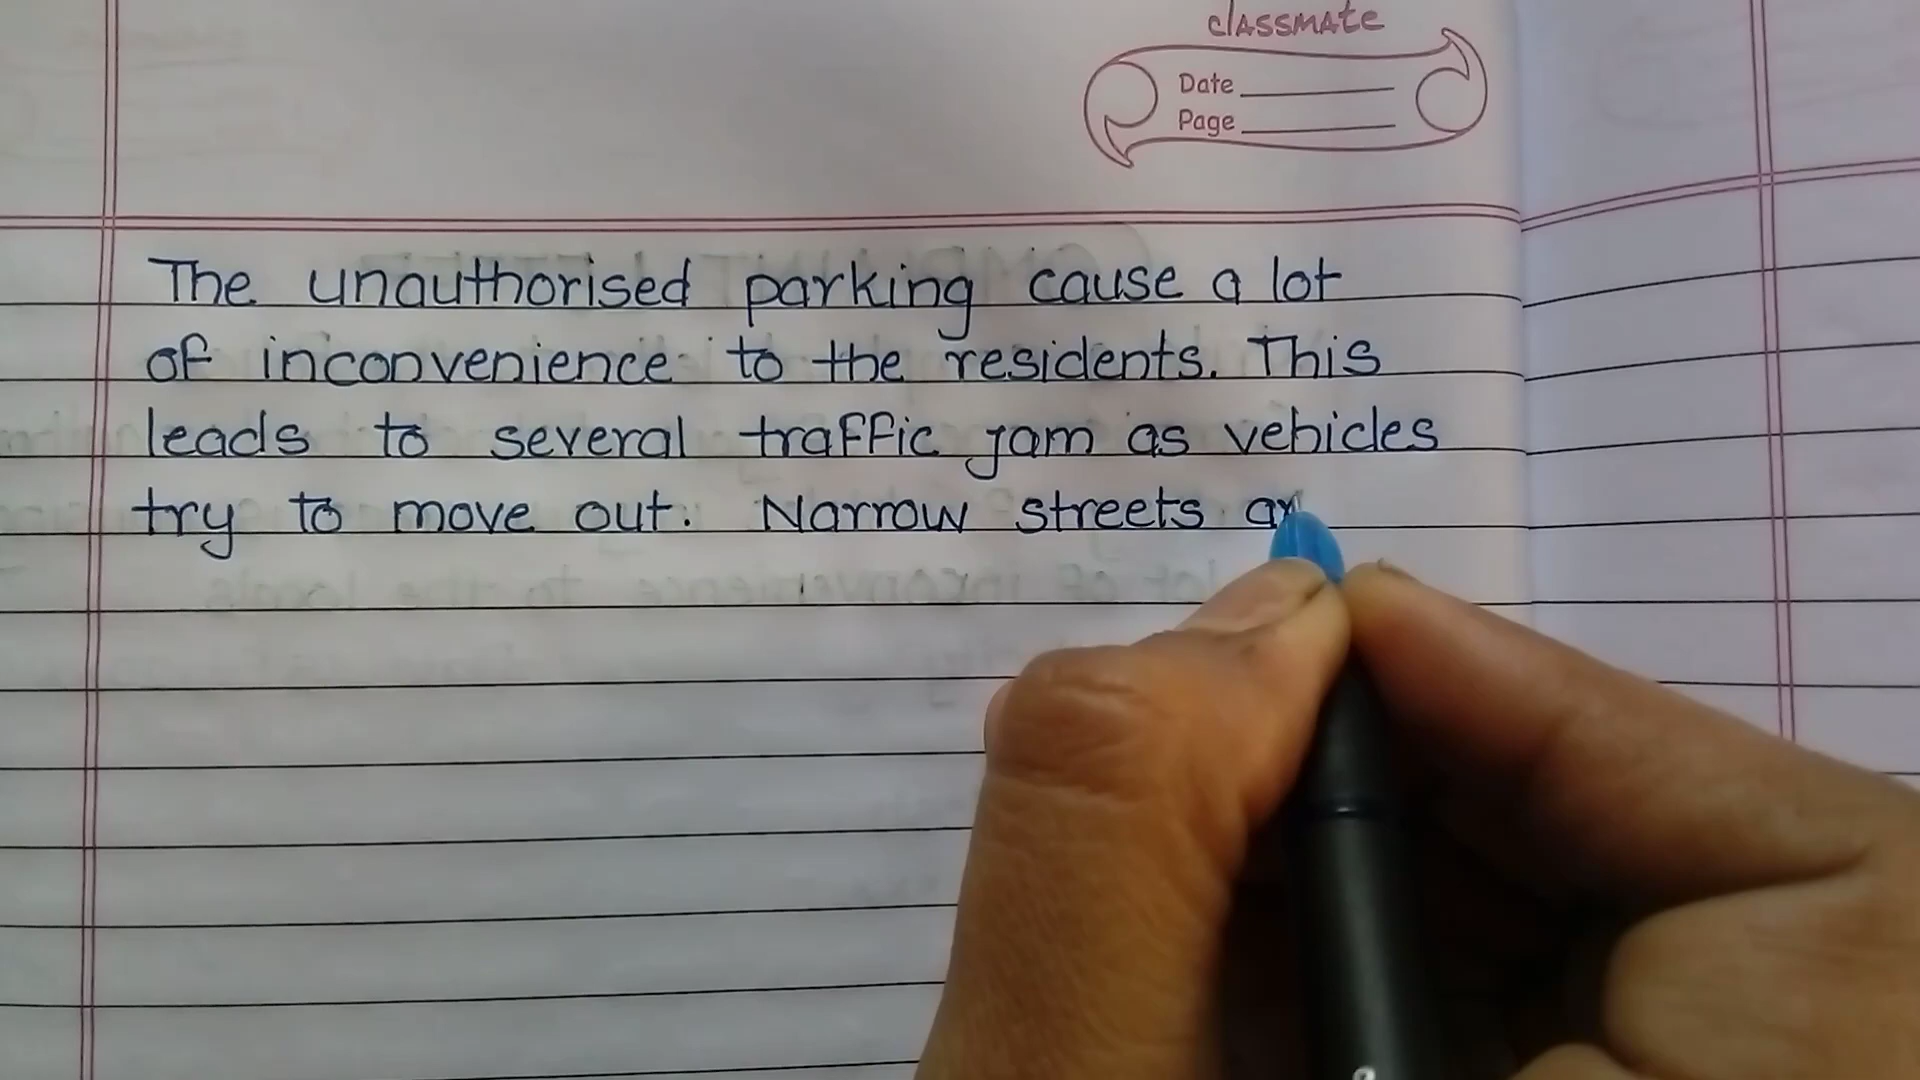 classmate
Date
Page
The unauthorised parking cause a lot
of inconvenience to the residents. This
leads to several traffic jam as vehicles
try to move out. Narrow streets ar